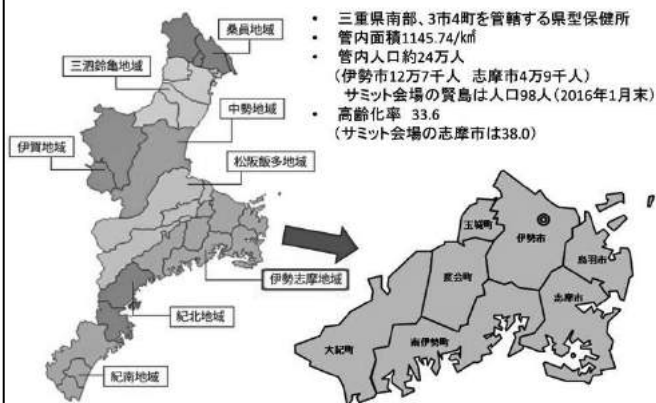 • 三重県南部、3市4町を管轄する県型保健所
• 管内面積1145.74/㎢
• 管内人口約24万人
（伊勢市12万7千人 志摩市4万9千人）
サミット会場の賢島は人口98人（2016年1月末）
• 高齢化率 33.6
（サミット会場の志摩市は38.0）
桑員地域
三泗鈴亀地域
中勢地域
伊賀地域
松阪飯多地域
伊勢志摩地域
紀北地域
紀南地域
玉城町
伊勢市
鳥羽市
度会町
志摩市
大紀町
南伊勢町